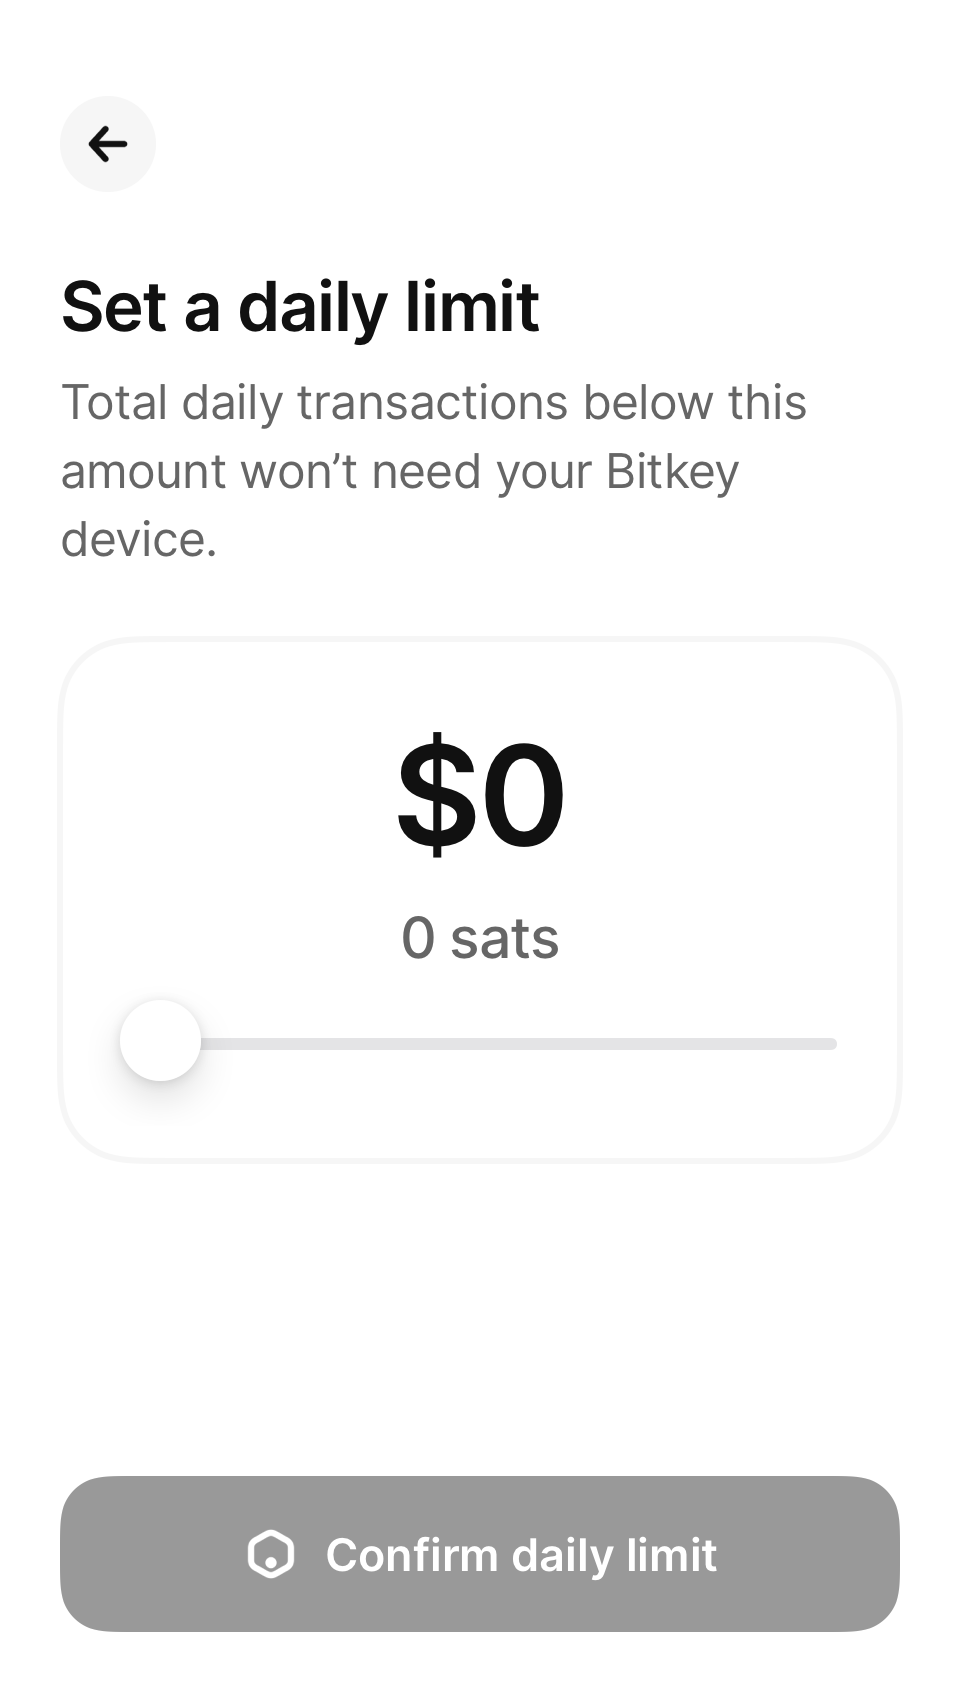 Set a daily limit
Total daily transactions below this
amount won’t need your Bitkey
device.
$0
0 sats
Confirm daily limit